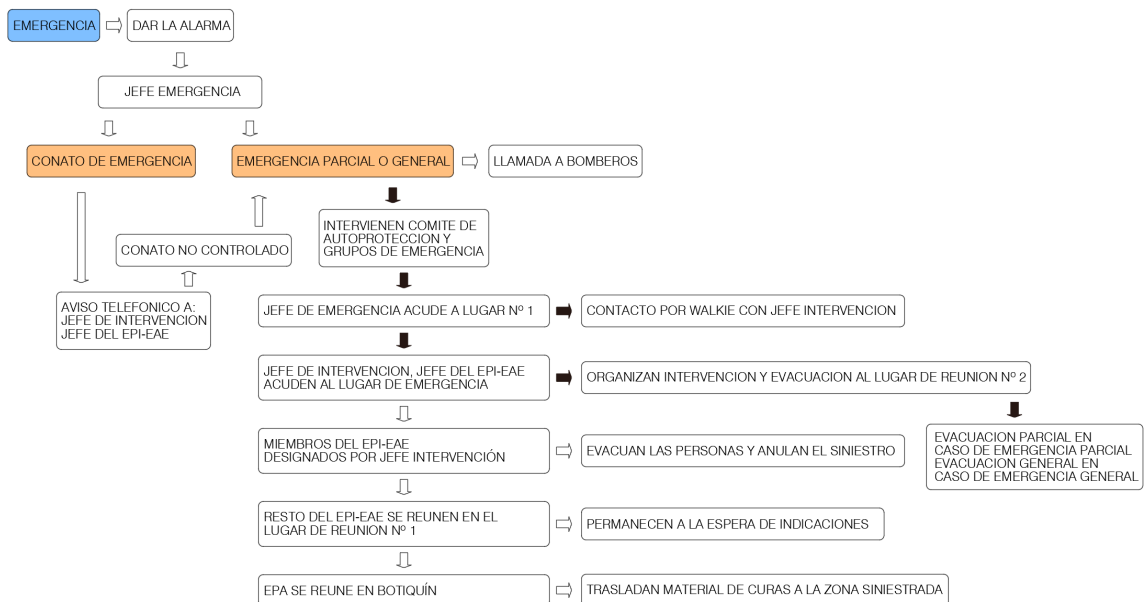 EMERGENCIA
DAR LA ALARMA
JEFE EMERGENCIA
CONATO DE EMERGENCIA
EMERGENCIA PARCIAL O GENERAL
LLAMADA A BOMBEROS
INTERVIENEN COMITE DE
AUTOPROTECCION Y
GRUPOS DE EMERGENCIA
CONATO NO CONTROLADO
AVISO TELEFONICO A:
JEFE DE INTERVENCION
JEFE DEL EPI-EAE
JEFE DE EMERGENCIA ACUDE A LUGAR Nº 1
CONTACTO POR WALKIE CON JEFE INTERVENCION
JEFE DE INTERVENCION, JEFE DEL EPI-EAE
ACUDEN AL LUGAR DE EMERGENCIA
ORGANIZAN INTERVENCION Y EVACUACION AL LUGAR DE REUNION Nº 2
EVACUACION PARCIAL EN
CASO DE EMERGENCIA PARCIAL
EVACUACION GENERAL EN
CASO DE EMERGENCIA GENERAL
MIEMBROS DEL EPI-EAE
DESIGNADOS POR JEFE INTERVENCIÓN
EVACUAN LAS PERSONAS Y ANULAN EL SINIESTRO
RESTO DEL EPI-EAE SE REUNEN EN EL
LUGAR DE REUNION Nº 1
PERMANECEN A LA ESPERA DE INDICACIONES
EPA SE REUNE EN BOTIQUÍN
TRASLADAN MATERIAL DE CURAS A LA ZONA SINIESTRADA